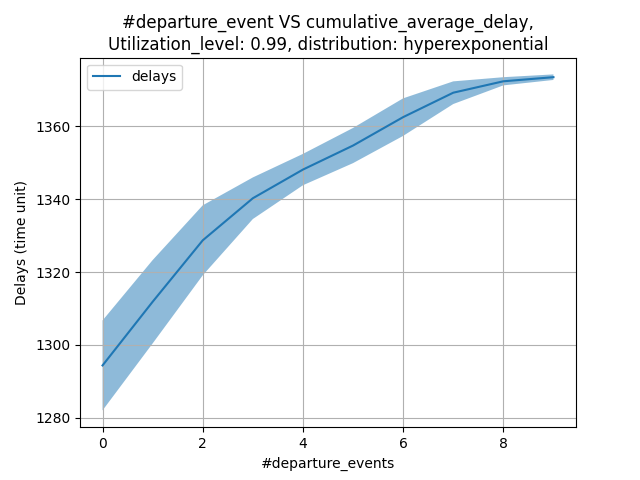 #departure_event VS cumulative_average_delay,
Utilization_level: 0.99, distribution: hyperexponential
delays
Delays (time unit)
1360
1340
1320
1300
1280
0 2 4 6 8
#departure_events